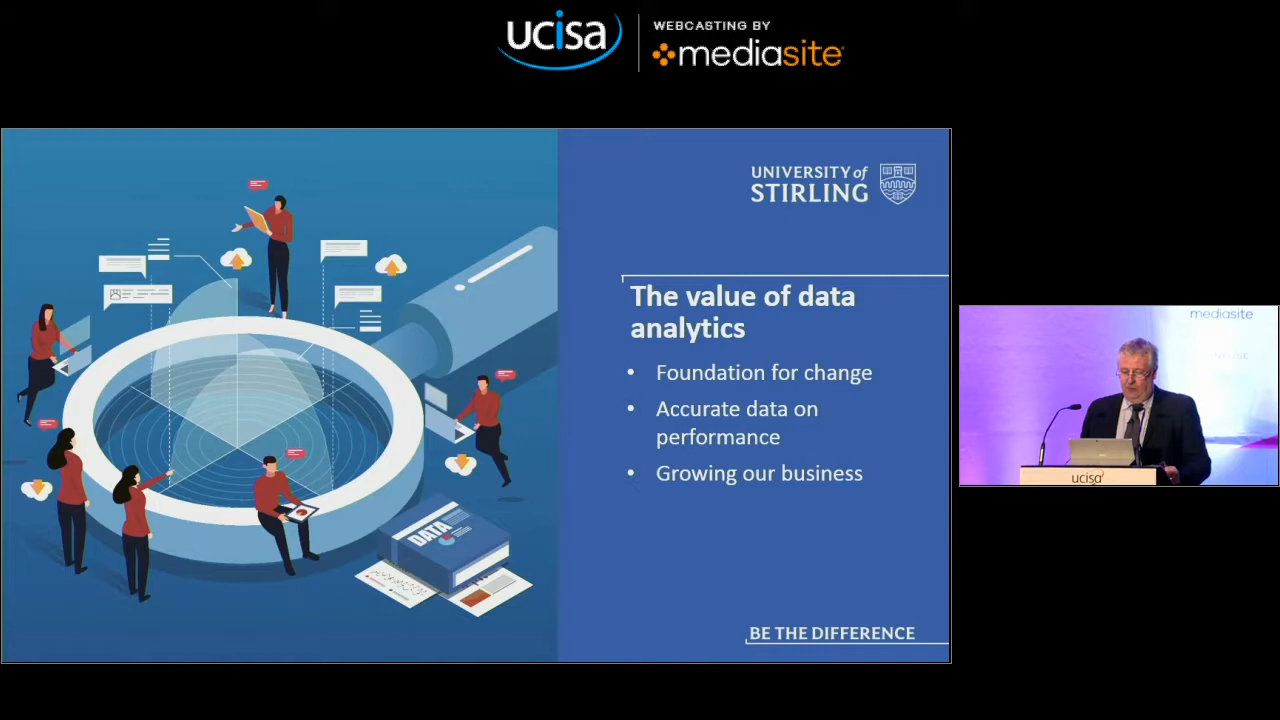 ucisa
WEBCASTING BY
mediasite
UNIVERSITY of
STIRLING
The value of data
analytics
• Foundation for change
• Accurate data on
performance
• Growing our business
DATA
BE THE DIFFERENCE
mediasite
ucisa